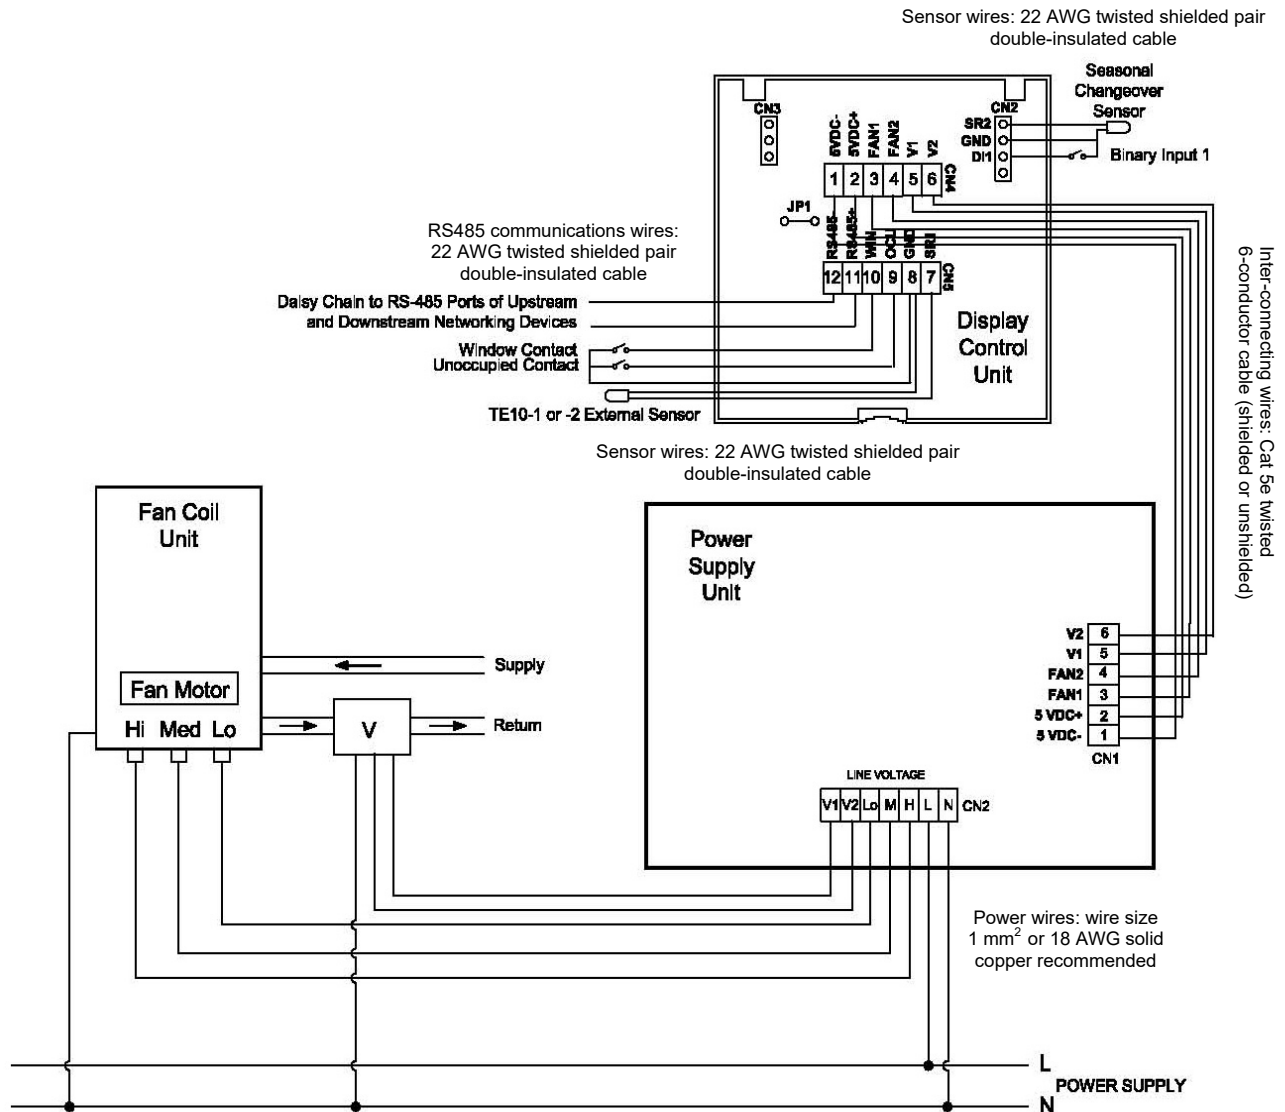 Sensor wires: 22 AWG twisted shielded pair
double-insulated cable
Seasonal
Changeover
Sensor
CN3
CN2
SR2
GND
DI1
Binary Input 1
5VDC-
5VDC+
FAN1
FAN2
V1
V2
1 2 3 4 5 6
CN4
JP1
RS485-
RS485+
WIN
OCU
GND
SR1
12 11 10 9 8 7
CN5
RS485 communications wires:
22 AWG twisted shielded pair
double-insulated cable
Daisy Chain to RS-485 Ports of Upstream
and Downstream Networking Devices
Window Contact
Unoccupied Contact
TE10-1 or -2 External Sensor
Display
Control
Unit
Inter-connecting wires: Cat 5e twisted
6-conductor cable (shielded or unshielded)
Sensor wires: 22 AWG twisted shielded pair
double-insulated cable
Fan Coil
Unit
Fan Motor
Hi Med Lo
Supply
V
Return
Power
Supply
Unit
V2 6
V1 5
FAN2 4
FAN1 3
5 VDC+ 2
5 VDC- 1
CN1
LINE VOLTAGE
V1 V2 Lo M H L N CN2
Power wires: wire size
1 mm² or 18 AWG solid
copper recommended
L
POWER SUPPLY
N